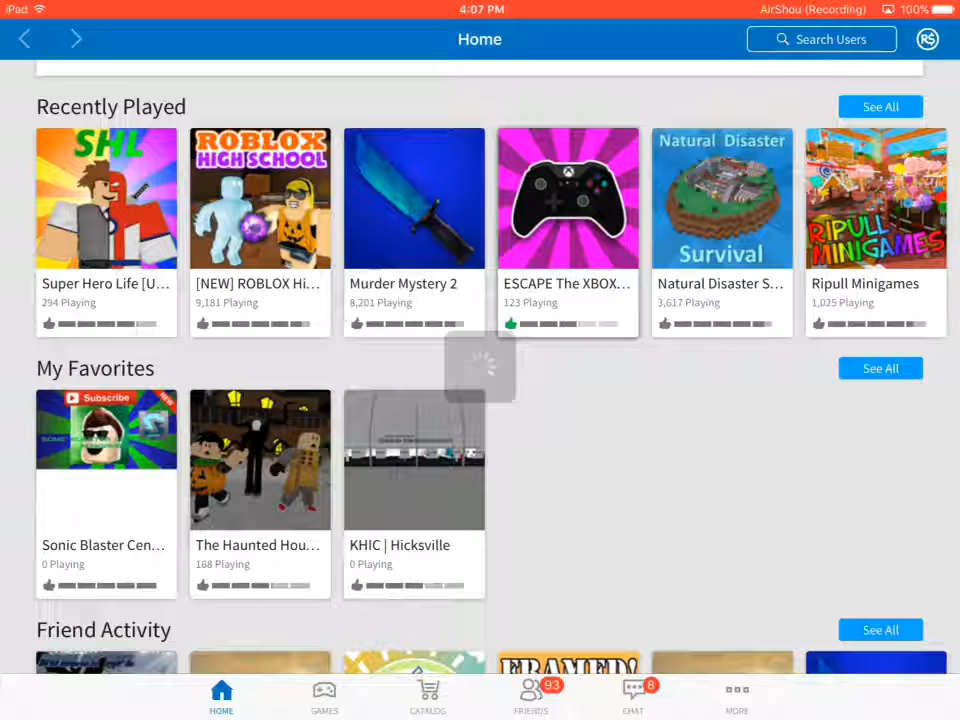 iPad 4:07 PM AirShou (Recording) 100%
Home Search Users R$
Recently Played See All
SHL ROBLOX HIGH SCHOOL Natural Disaster Survival RIPULL MINIGAMES
Super Hero Life [U... [NEW] ROBLOX Hi... Murder Mystery 2 ESCAPE The XBOX... Natural Disaster S... Ripull Minigames
294 Playing 9,181 Playing 8,201 Playing 123 Playing 3,617 Playing 1,025 Playing
My Favorites See All
Subscribe NEW
Sonic Blaster Cen... The Haunted Hou... KHIC | Hicksville
0 Playing 168 Playing 0 Playing
Friend Activity See All
FRAMED!
93 8
HOME GAMES CATALOG FRIENDS CHAT MORE